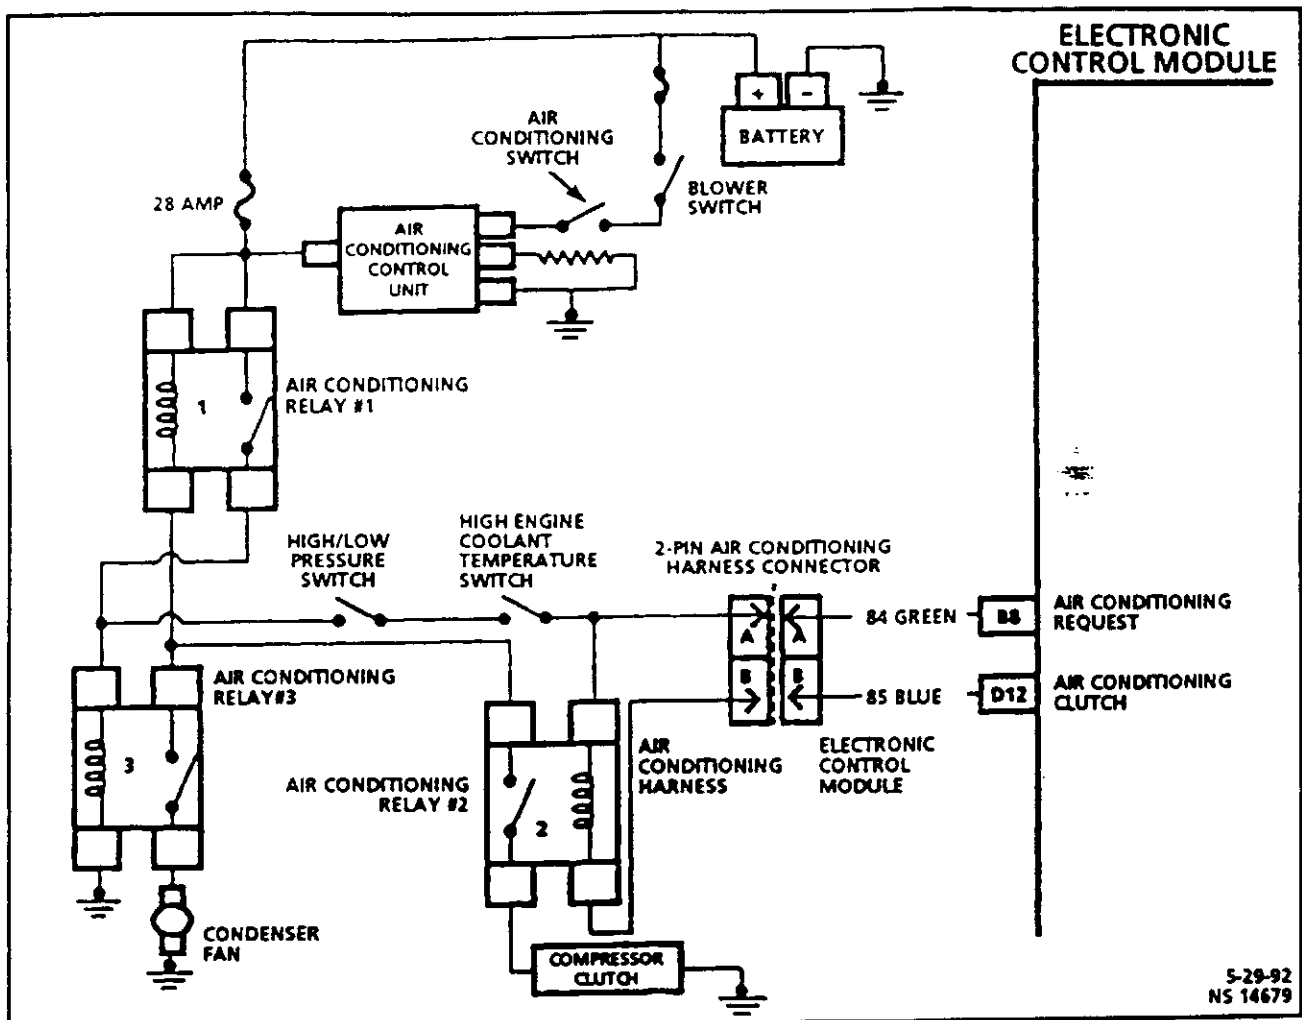 ELECTRONIC
CONTROL MODULE
+
−
BATTERY
AIR
CONDITIONING
SWITCH
BLOWER
SWITCH
28 AMP
AIR
CONDITIONING
CONTROL
UNIT
1
AIR CONDITIONING
RELAY #1
HIGH/LOW
PRESSURE
SWITCH
HIGH ENGINE
COOLANT
TEMPERATURE
SWITCH
2-PIN AIR CONDITIONING
HARNESS CONNECTOR
A
A
84 GREEN
B8
AIR CONDITIONING
REQUEST
B
B
85 BLUE
D12
AIR CONDITIONING
CLUTCH
AIR CONDITIONING
RELAY#3
3
AIR CONDITIONING
RELAY #2
2
AIR
CONDITIONING
HARNESS
ELECTRONIC
CONTROL
MODULE
CONDENSER
FAN
COMPRESSOR
CLUTCH
5-29-92
NS 14679